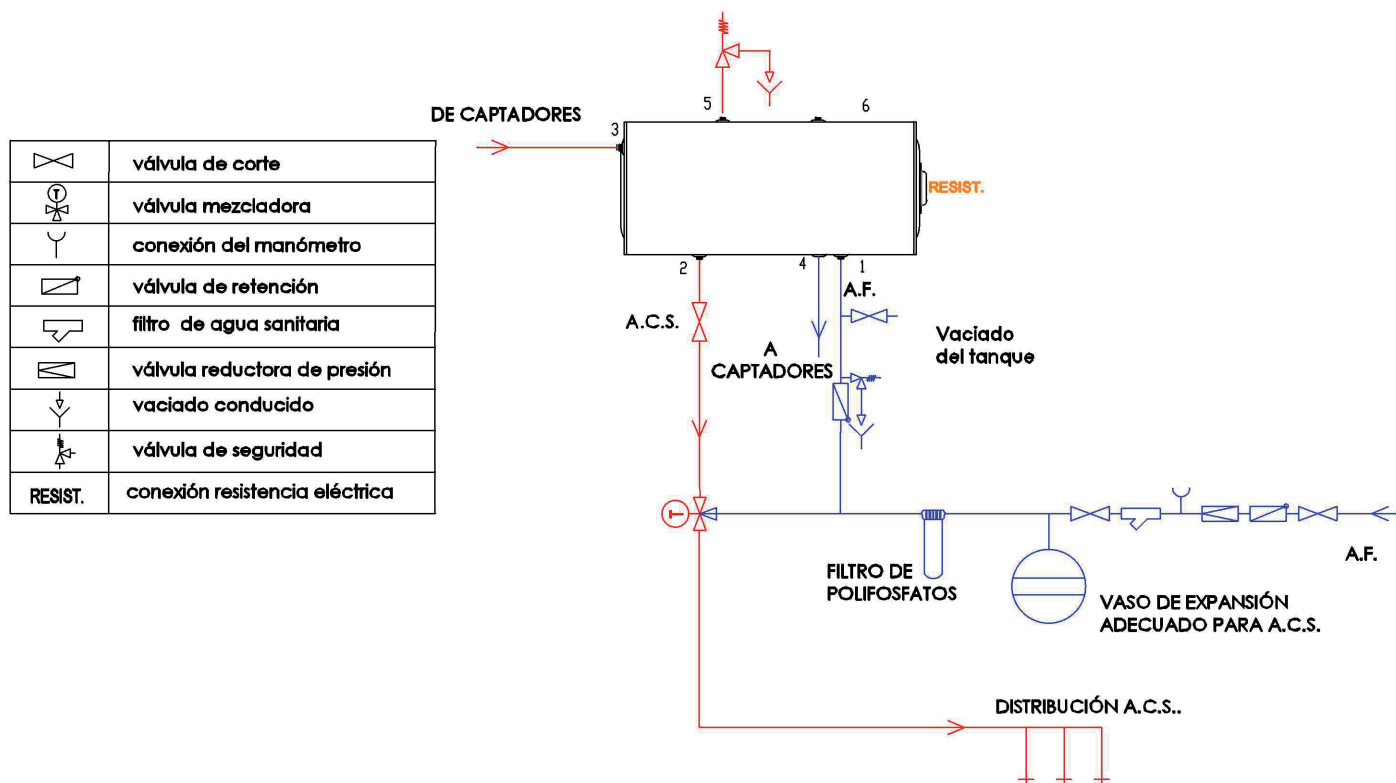 válvula de corte
T
válvula mezcladora
conexión del manómetro
válvula de retención
filtro de agua sanitaria
válvula reductora de presión
vaciado conducido
válvula de seguridad
RESIST.
conexión resistencia eléctrica
DE CAPTADORES
3
5
6
RESIST.
2
4
1
A.F.
A.C.S.
A
CAPTADORES
Vaciado
del tanque
T
FILTRO DE
POLIFOSFATOS
A.F.
VASO DE EXPANSIÓN
ADECUADO PARA A.C.S.
DISTRIBUCIÓN A.C.S..